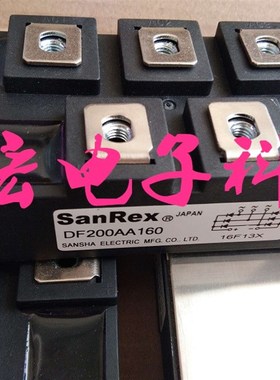 宏电子科
SanRex® JAPAN
DF200AA160
SANSHA ELECTRIC MFG. CO., LTD.
16F13X